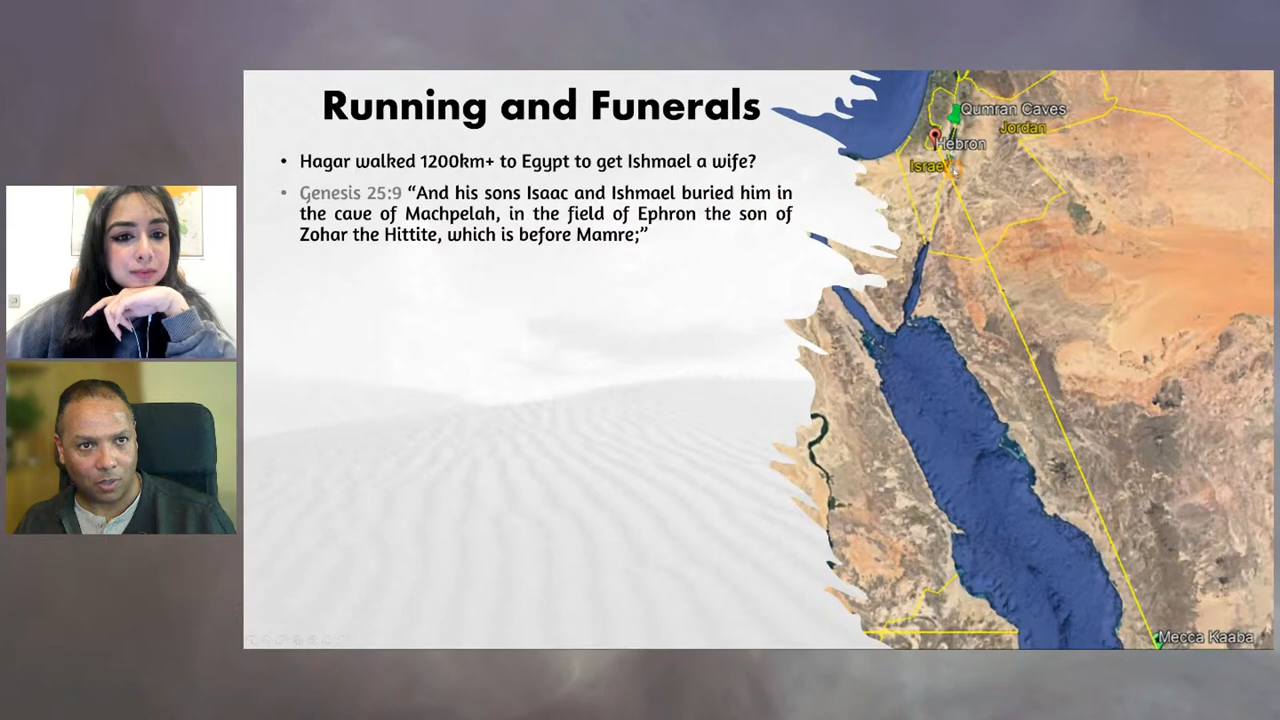 Running and Funerals
• Hagar walked 1200km+ to Egypt to get Ishmael a wife?
• Genesis 25:9 “And his sons Isaac and Ishmael buried him in
the cave of Machpelah, in the field of Ephron the son of
Zohar the Hittite, which is before Mamre;”
Qumran Caves
Jordan
Hebron
Israel
Mecca Kaaba